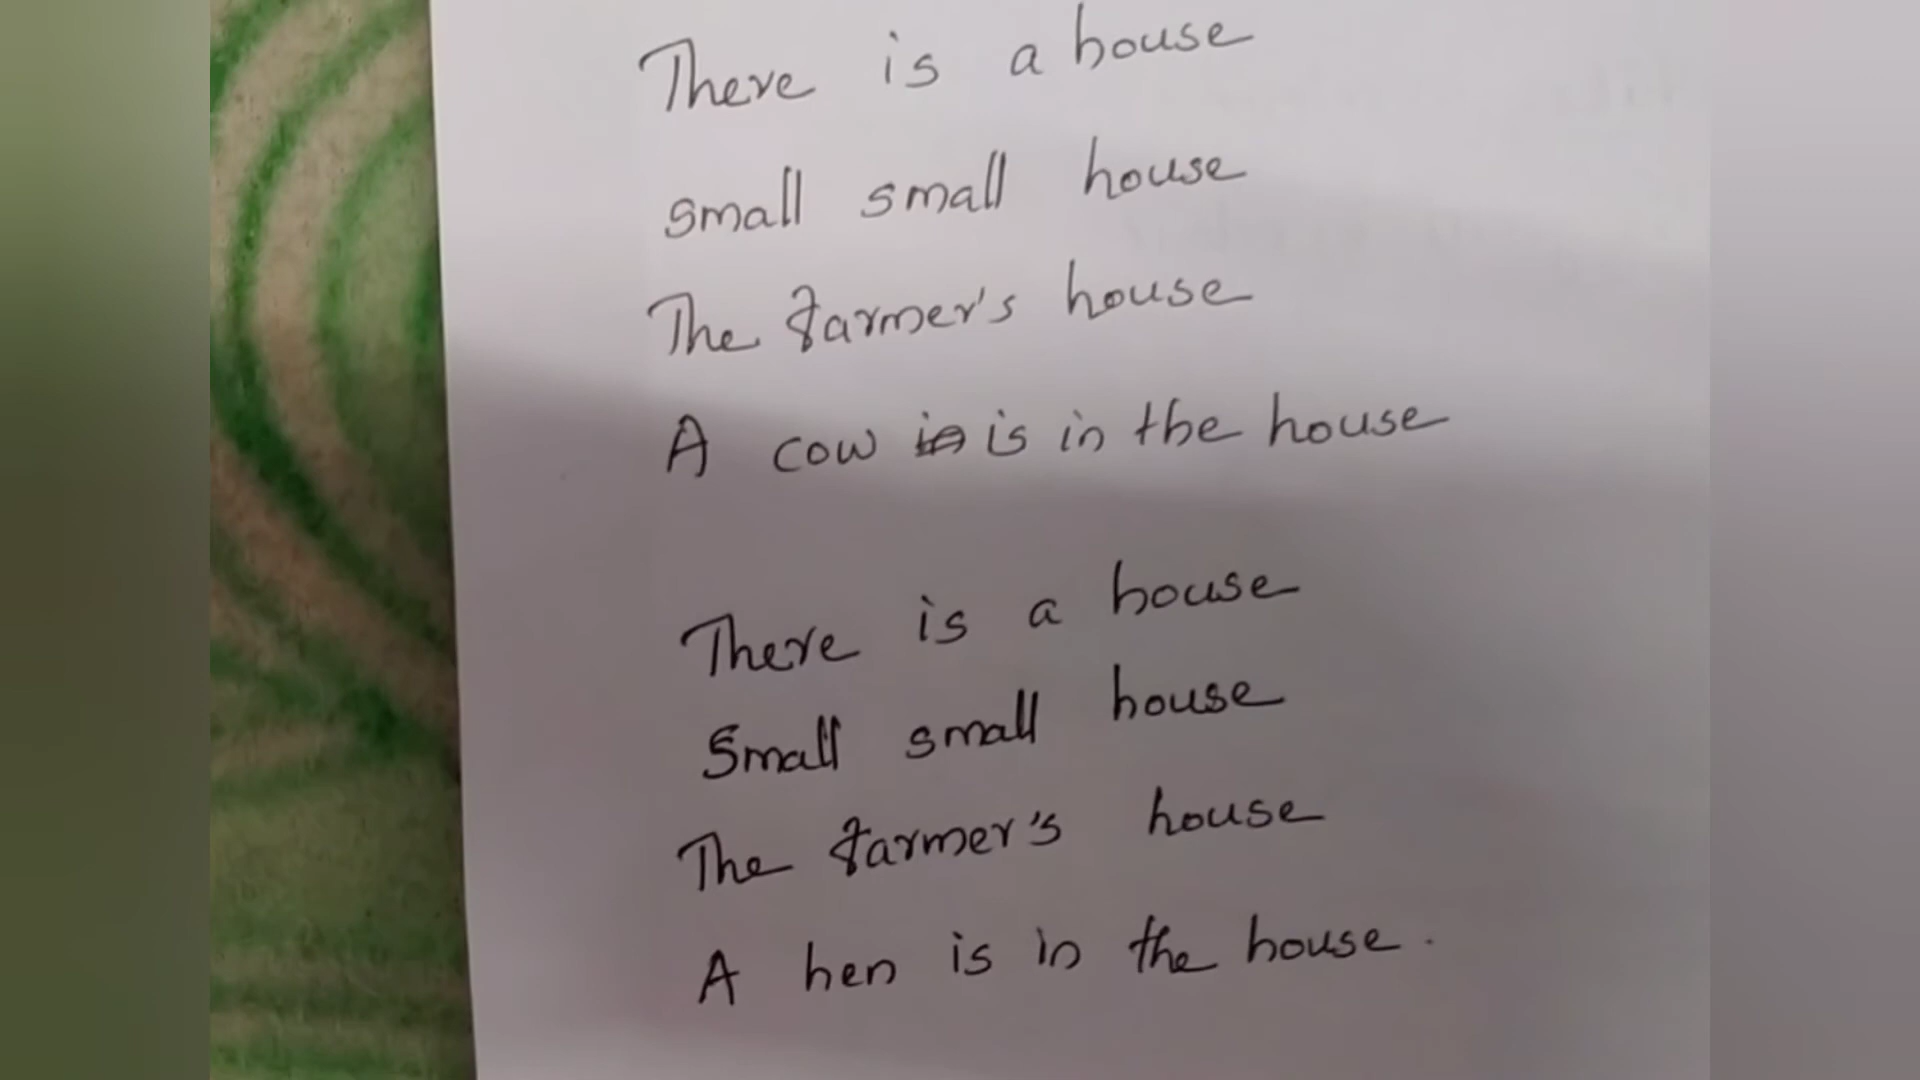 There is a house
small small house
The farmer's house
A cow is in the house
There is a house
Small small house
The farmer's house
A hen is in the house.